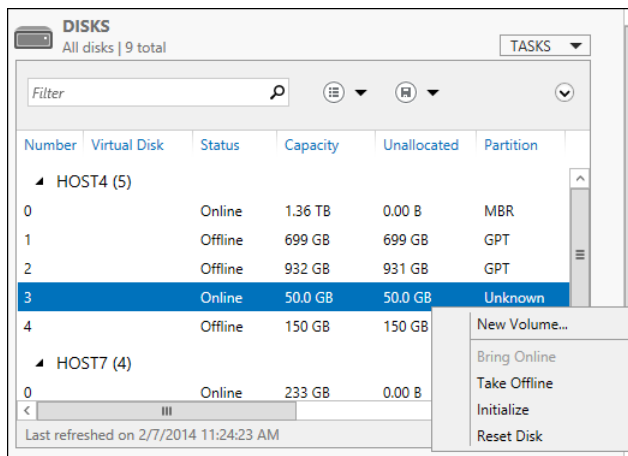 DISKS
All disks | 9 total
TASKS
Filter
Number Virtual Disk Status Capacity Unallocated Partition
HOST4 (5)
0 Online 1.36 TB 0.00 B MBR
1 Offline 699 GB 699 GB GPT
2 Offline 932 GB 931 GB GPT
3 Online 50.0 GB 50.0 GB Unknown
4 Offline 150 GB 150 GB
HOST7 (4)
0 Online 233 GB 0.00 B
Last refreshed on 2/7/2014 11:24:23 AM
New Volume...
Bring Online
Take Offline
Initialize
Reset Disk